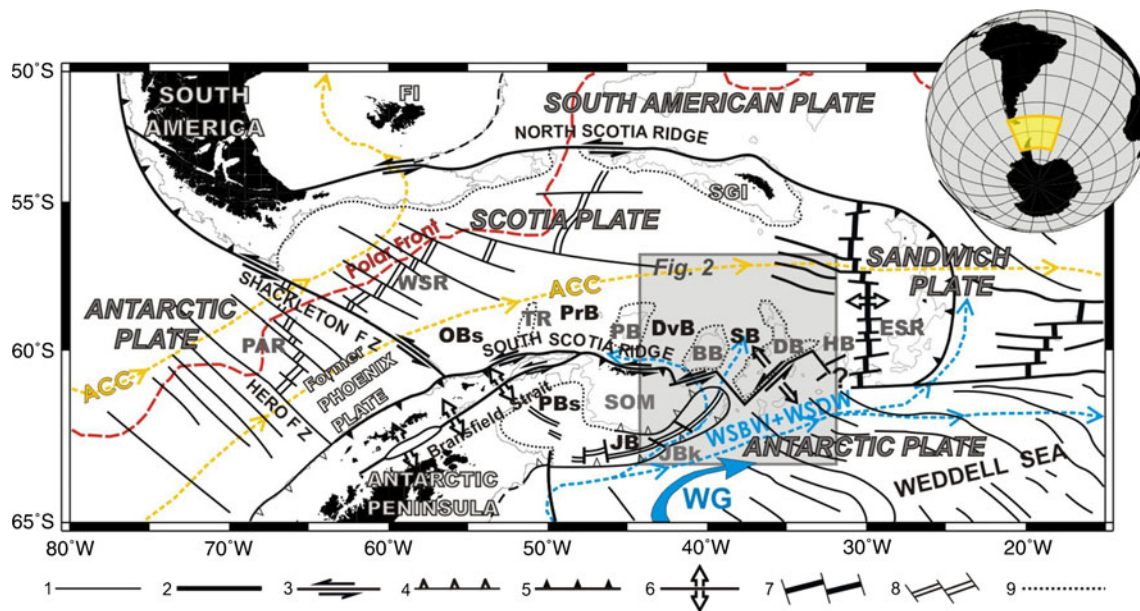 50°S
55°S
60°S
65°S
80°W
70°W
60°W
50°W
40°W
30°W
20°W
SOUTH
AMERICA
FI
SOUTH AMERICAN PLATE
NORTH SCOTIA RIDGE
SGI
SCOTIA PLATE
Polar Front
WSR
Fig. 2
ACC
SANDWICH
PLATE
SHACKLETON F Z
ANTARCTIC
PLATE
PAR
ACC
HERO F Z
Former
PHOENIX
PLATE
OBs
TR
PrB
PB
DvB
SB
BB
DB
HB
ESR
SOUTH SCOTIA RIDGE
?
Bransfield Strait
PBs
SOM
JB
JBk
WSBW+WSDW
ANTARCTIC PLATE
WEDDELL SEA
WG
ANTARCTIC
PENINSULA
1 2 3 4 5 6 7 8 9